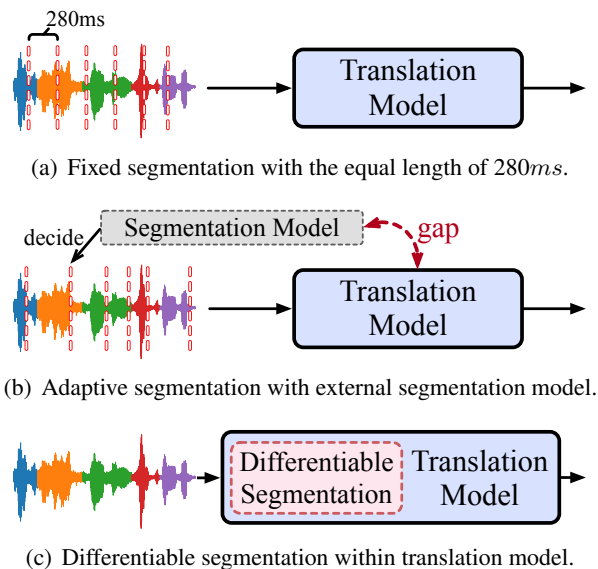 280ms
Translation
Model
(a) Fixed segmentation with the equal length of 280ms.
Segmentation Model
decide
gap
Translation
Model
(b) Adaptive segmentation with external segmentation model.
Differentiable
Segmentation
Translation
Model
(c) Differentiable segmentation within translation model.